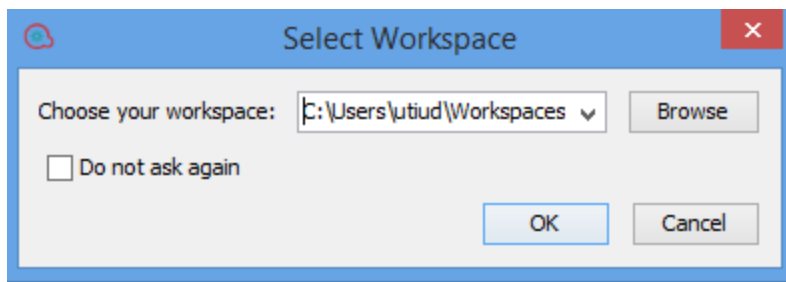 Select Workspace
Choose your workspace: C:\Users\utiud\Workspaces Browse
Do not ask again
OK Cancel